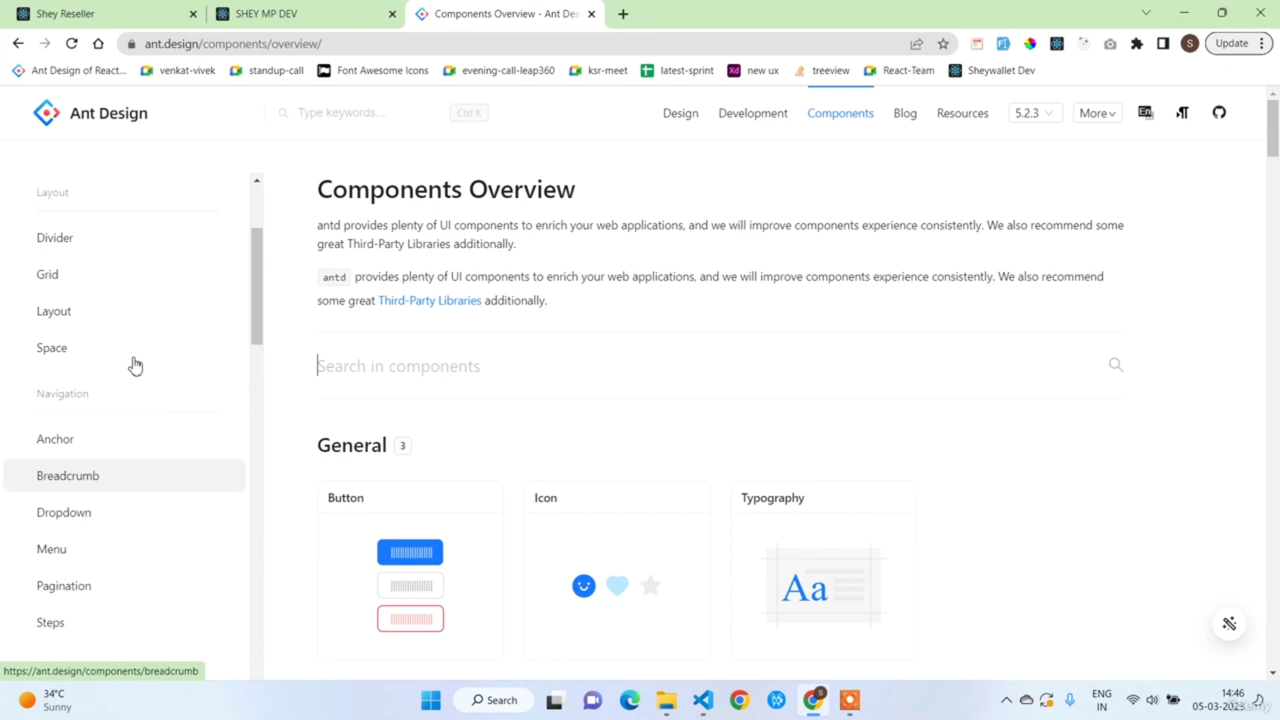 Shey Reseller
SHEY MP DEV
Components Overview - Ant Des
ant.design/components/overview/
Update
Ant Design of React...
venkat-vivek
standup-call
Font Awesome Icons
evening-call-leap360
ksr-meet
latest-sprint
new ux
treeview
React-Team
Sheywallet Dev
Ant Design
Type keywords...
Ctrl K
Design
Development
Components
Blog
Resources
5.2.3
More
Layout
Divider
Grid
Layout
Space
Navigation
Anchor
Breadcrumb
Dropdown
Menu
Pagination
Steps
Components Overview
antd provides plenty of UI components to enrich your web applications, and we will improve components experience consistently. We also recommend some
great Third-Party Libraries additionally.
antd provides plenty of UI components to enrich your web applications, and we will improve components experience consistently. We also recommend
some great Third-Party Libraries additionally.
Search in components
General 3
Button
Icon
Typography
Aa
https://ant.design/components/breadcrumb
34°C
Sunny
Search
ENG
IN
14:46
05-03-2023